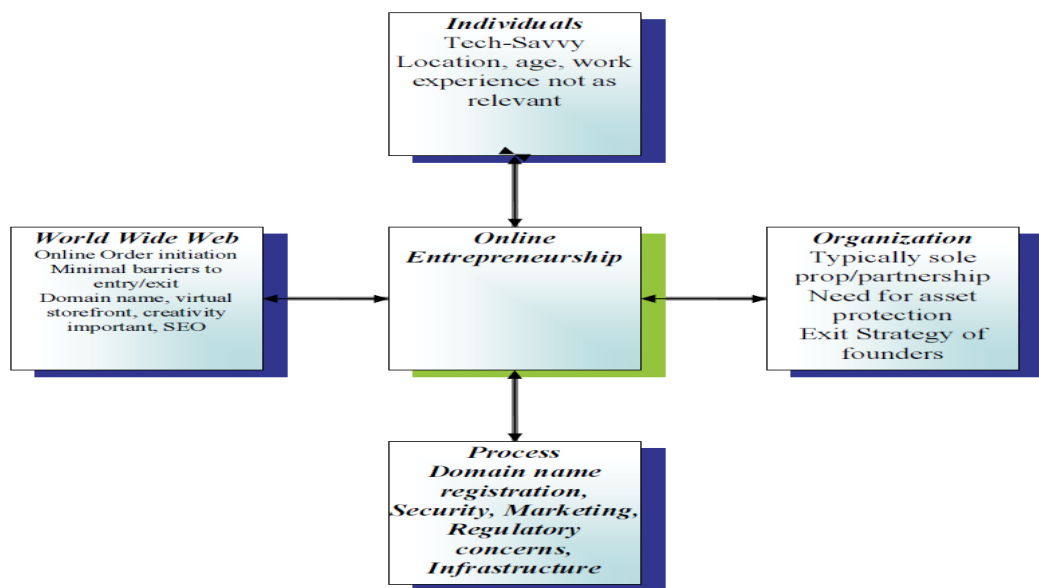 Individuals
Tech-Savvy
Location, age, work
experience not as
relevant
World Wide Web
Online Order initiation
Minimal barriers to
entry/exit
Domain name, virtual
storefront, creativity
important, SEO
Online
Entrepreneurship
Organization
Typically sole
prop/partnership
Need for asset
protection
Exit Strategy of
founders
Process
Domain name
registration,
Security, Marketing,
Regulatory
concerns,
Infrastructure